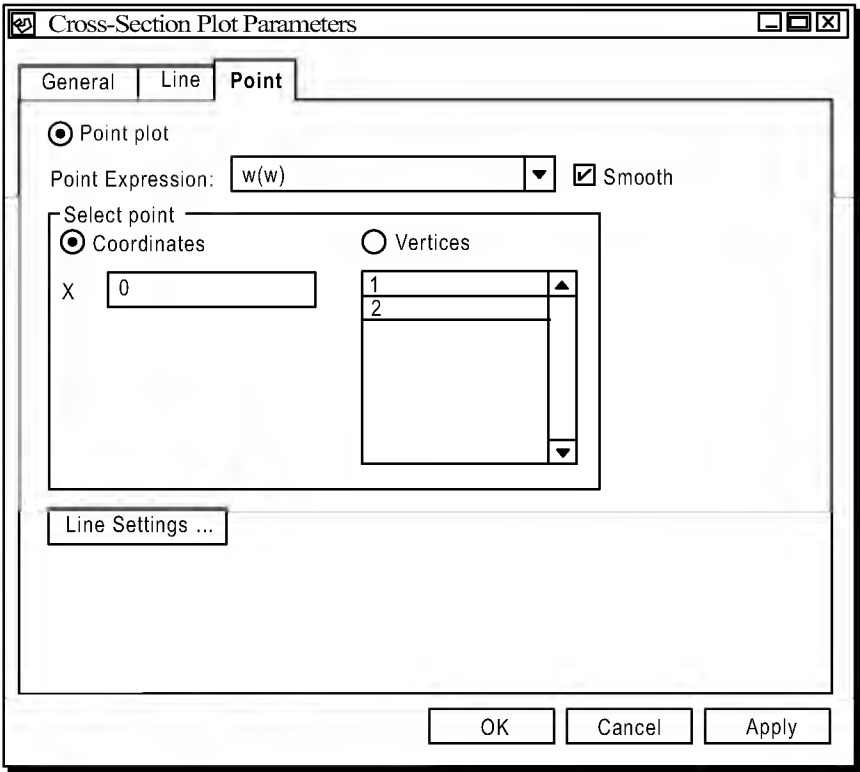 Cross-Section Plot Parameters
General Line Point
Point plot
Point Expression: w(w) Smooth
Select point
Coordinates Vertices
X 0 1
2
Line Settings ...
OK Cancel Apply